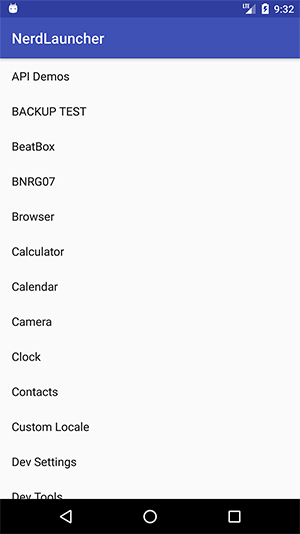 LTE 9:32
NerdLauncher
API Demos
BACKUP TEST
BeatBox
BNRG07
Browser
Calculator
Calendar
Camera
Clock
Contacts
Custom Locale
Dev Settings
Dev Tools